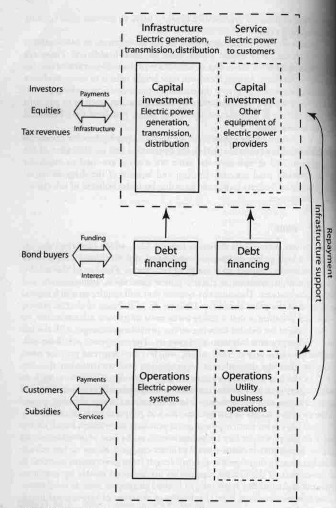 Infrastructure
Electric generation,
transmission, distribution
Service
Electric power
to customers
Investors
Equities
Tax revenues
Payments
Infrastructure
Capital
investment
Electric power
generation,
transmission,
distribution
Capital
investment
Other
equipment of
electric power
providers
Bond buyers
Funding
Interest
Debt
financing
Debt
financing
Repayment
Infrastructure support
Customers
Subsidies
Payments
Services
Operations
Electric power
systems
Operations
Utility
business
operations